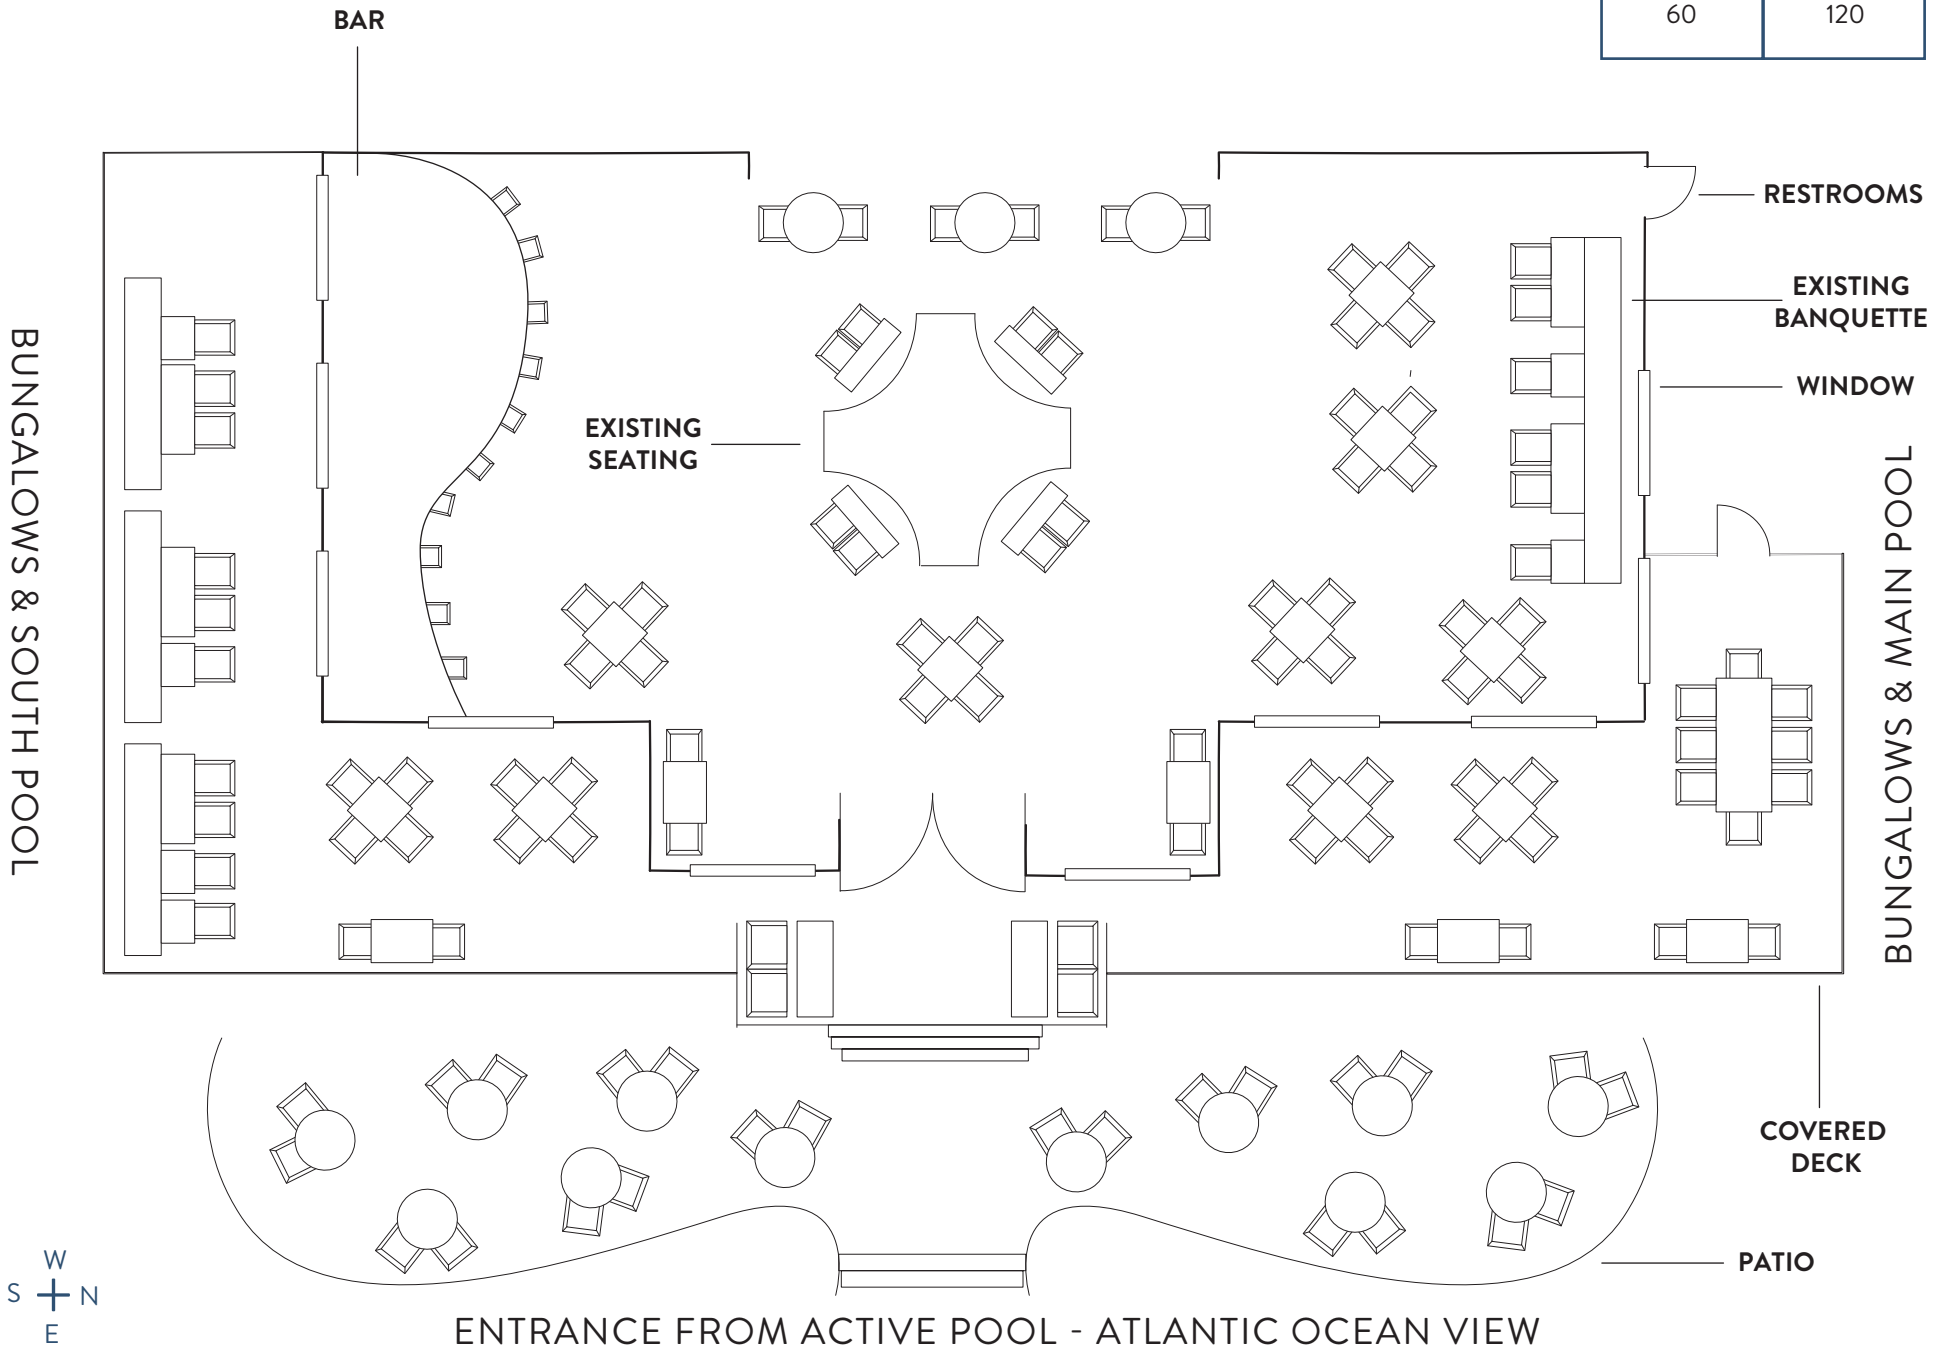 BAR
60 120
RESTROOMS
EXISTING
BANQUETTE
WINDOW
EXISTING
SEATING
BUNGALOWS & SOUTH POOL
BUNGALOWS & MAIN POOL
COVERED
DECK
PATIO
W
S N
E
ENTRANCE FROM ACTIVE POOL - ATLANTIC OCEAN VIEW